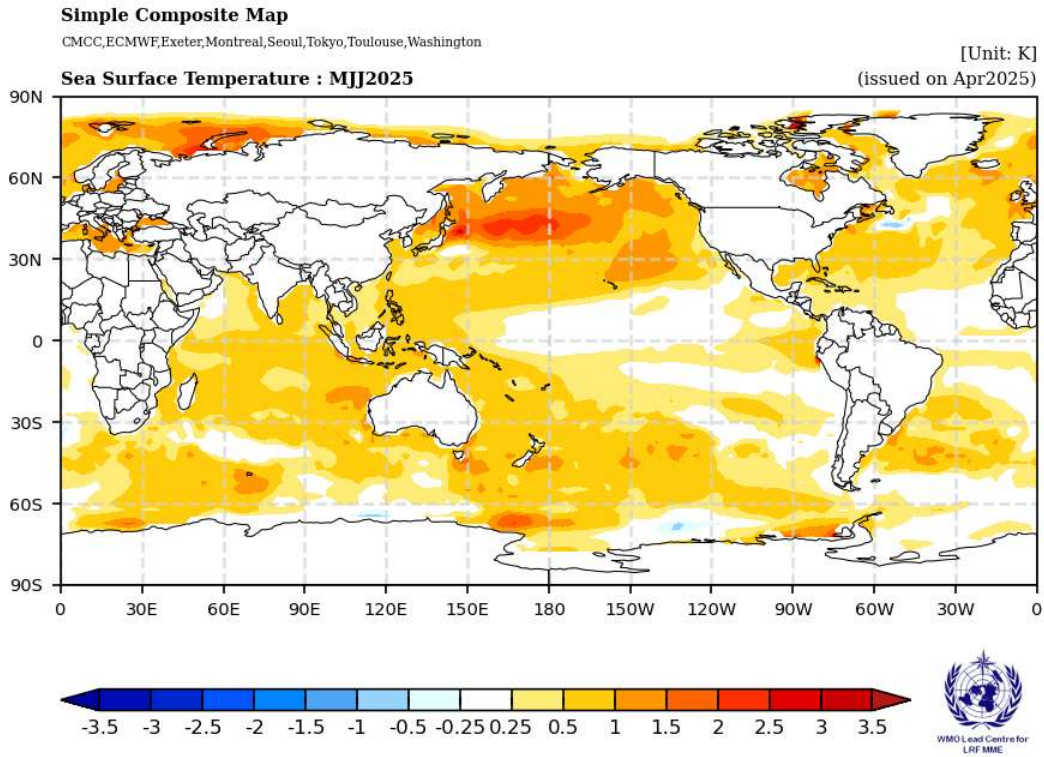 Simple Composite Map
CMCC,ECMWF,Exeter,Montreal,Seoul,Tokyo,Toulouse,Washington
[Unit: K]
Sea Surface Temperature : MJJ2025
(issued on Apr2025)
90N
60N
30N
0
30S
60S
90S
0 30E 60E 90E 120E 150E 180 150W 120W 90W 60W 30W 0
-3.5 -3 -2.5 -2 -1.5 -1 -0.5 -0.25 0.25 0.5 1 1.5 2 2.5 3 3.5
WMO Lead Centre for
LRF MME